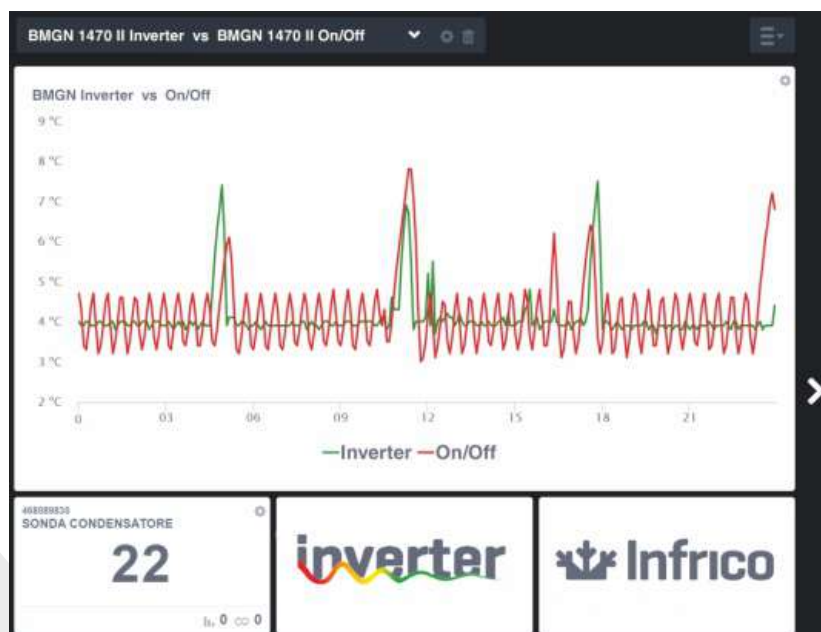 BMGN 1470 II Inverter vs BMGN 1470 II On/Off
BMGN Inverter vs On/Off
9 °C
8 °C
7 °C
6 °C
5 °C
4 °C
3 °C
2 °C
0 03 06 09 12 15 18 21
Inverter On/Off
468089830
SONDA CONDENSATORE
22
0 0
inverter
Infrico